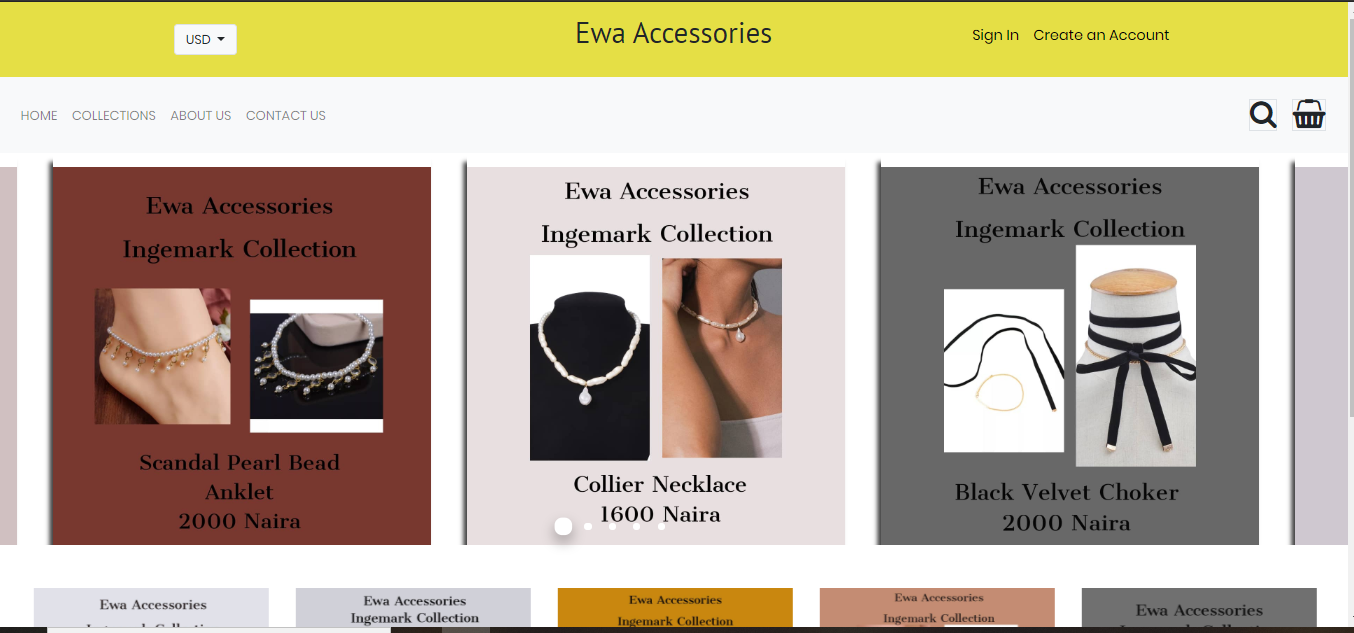 USD
Ewa Accessories
Sign In Create an Account
HOME COLLECTIONS ABOUT US CONTACT US
Ewa Accessories
Ingemark Collection
Scandal Pearl Bead
Anklet
2000 Naira
Ewa Accessories
Ingemark Collection
Collier Necklace
1600 Naira
Ewa Accessories
Ingemark Collection
Black Velvet Choker
2000 Naira
Ewa Accessories
Ewa Accessories
Ingemark Collection
Ewa Accessories
Ingemark Collection
Ewa Accessories
Ingemark Collection
Ewa Accessories